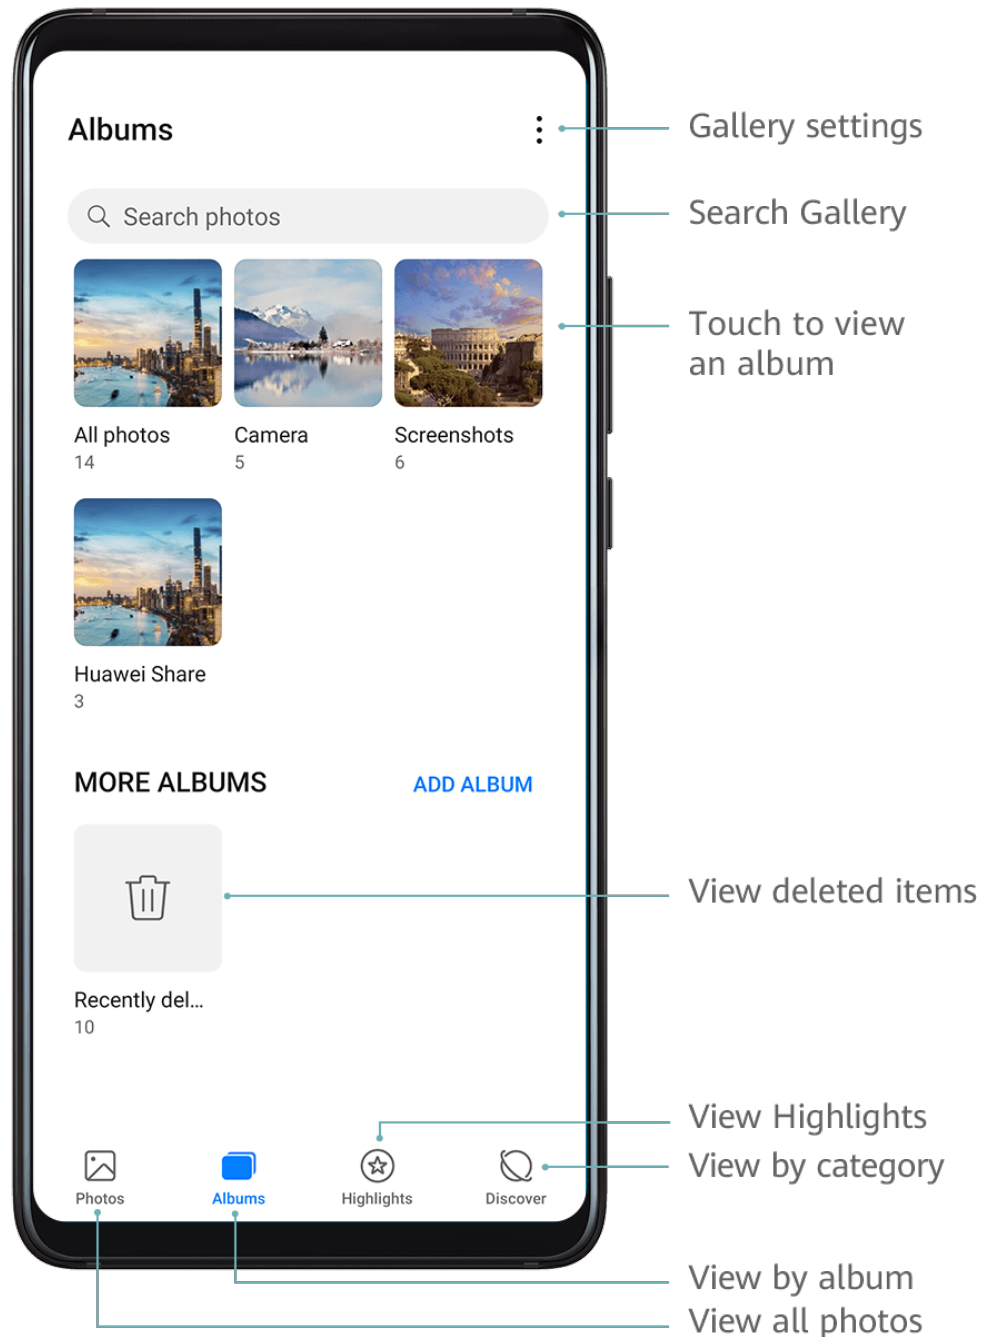 Albums
Gallery settings
Search photos
Search Gallery
Touch to view
an album
All photos
Camera
Screenshots
14
5
6
Huawei Share
3
MORE ALBUMS
ADD ALBUM
View deleted items
Recently del...
10
View Highlights
View by category
Photos
Albums
Highlights
Discover
View by album
View all photos